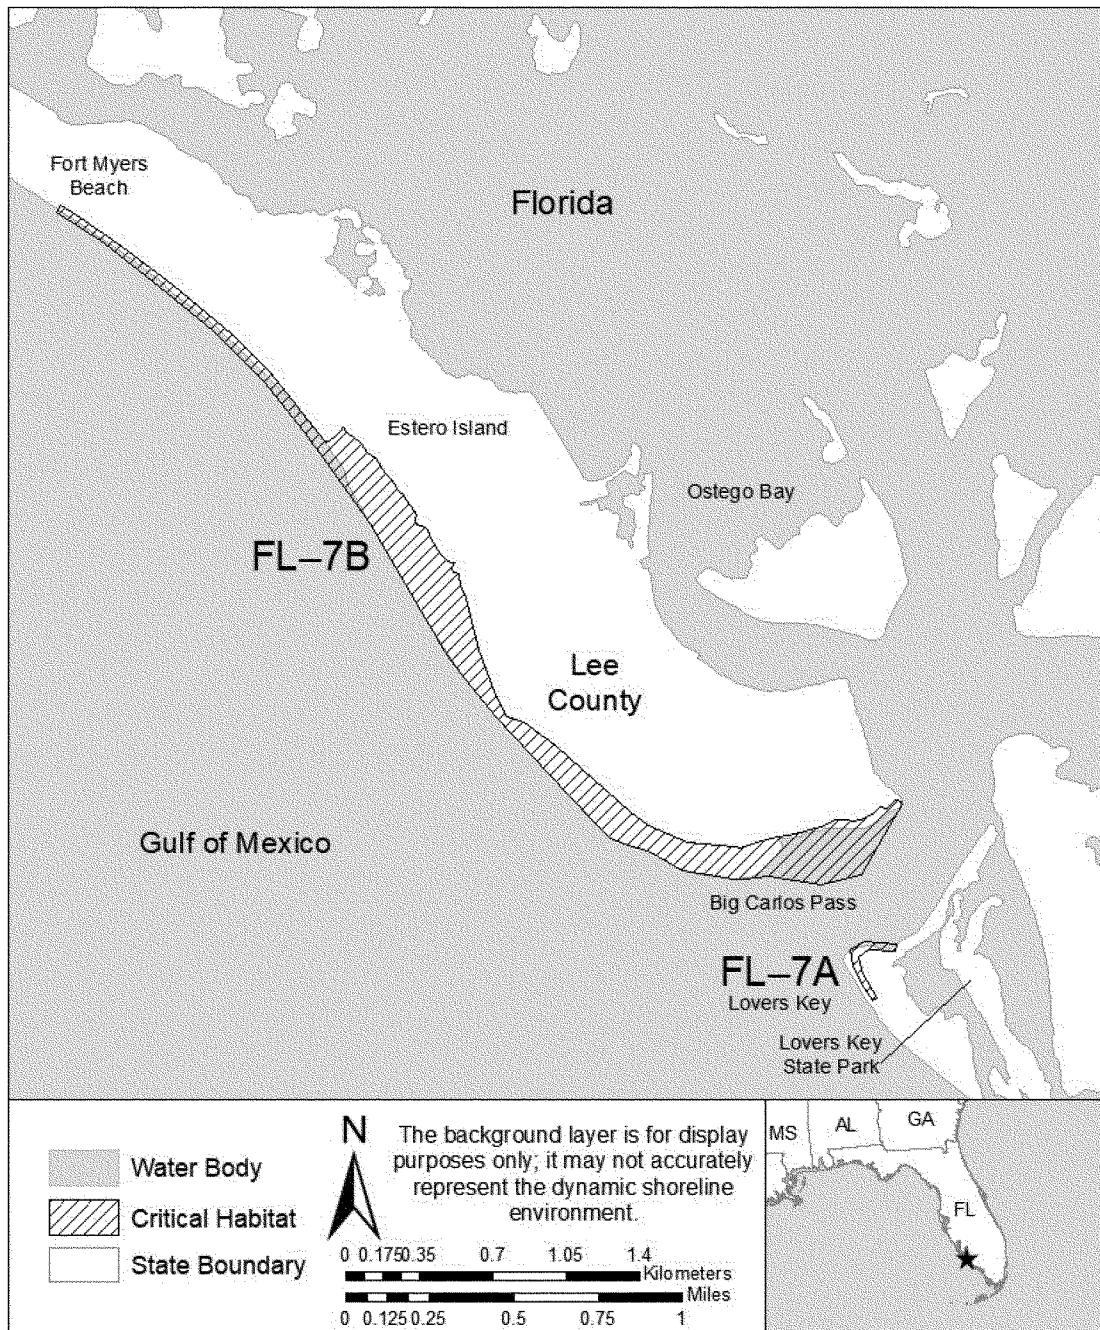 Fort Myers
Beach
Florida
Estero Island
Ostego Bay
FL–7B
Lee
County
Gulf of Mexico
Big Carlos Pass
FL–7A
Lovers Key
Lovers Key
State Park
Water Body
Critical Habitat
State Boundary
N
The background layer is for display
purposes only; it may not accurately
represent the dynamic shoreline
environment.
0 0.175 0.35 0.7 1.05 1.4
Kilometers
Miles
0 0.125 0.25 0.5 0.75 1
MS AL GA
FL